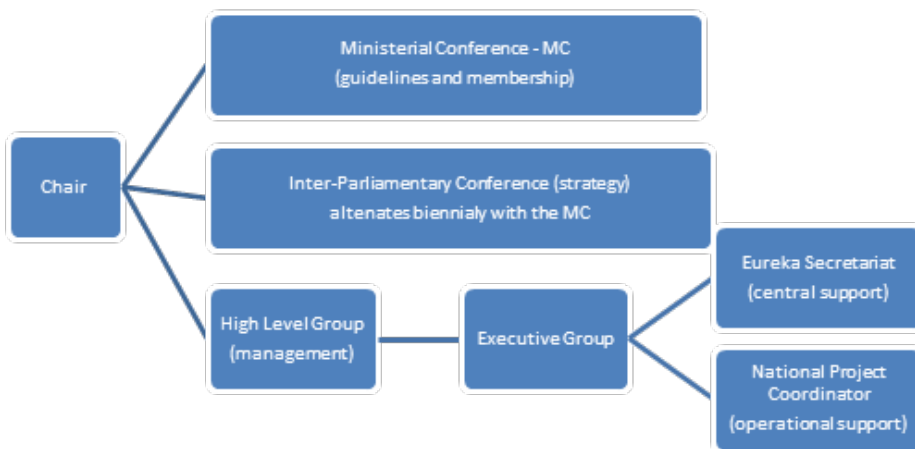 Ministerial Conference - MC
(guidelines and membership)
Chair
Inter-Parliamentary Conference (strategy)
altenates biennialy with the MC
Eureka Secretariat
(central support)
High Level Group
(management)
Executive Group
National Project
Coordinator
(operational support)